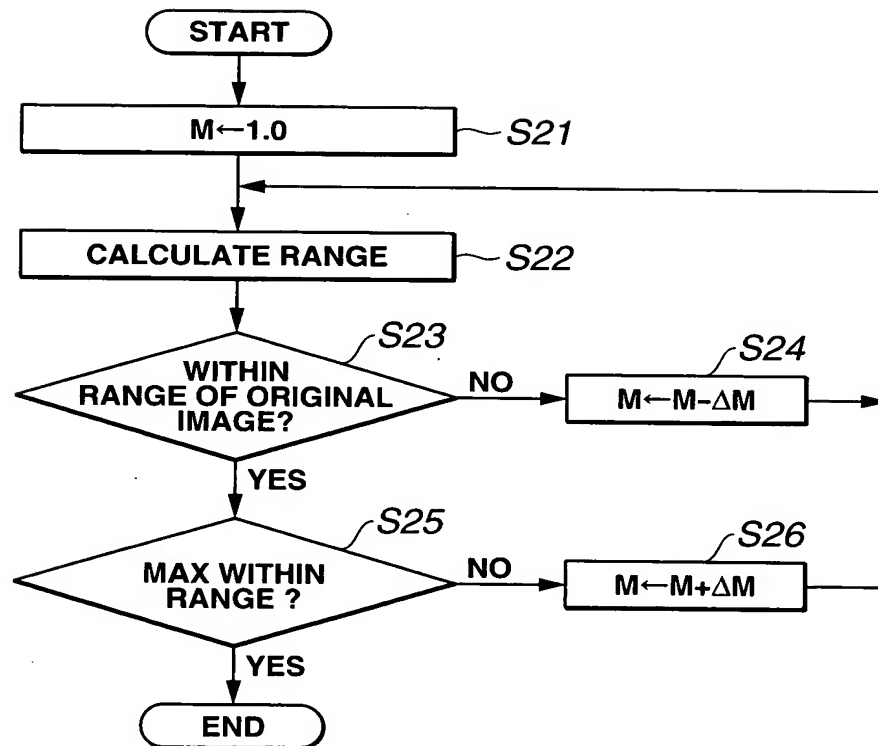 START
M←1.0
S21
CALCULATE RANGE
S22
S23
WITHIN
RANGE OF ORIGINAL
IMAGE?
NO
S24
M←M-ΔM
YES
S25
MAX WITHIN
RANGE ?
NO
S26
M←M+ΔM
YES
END